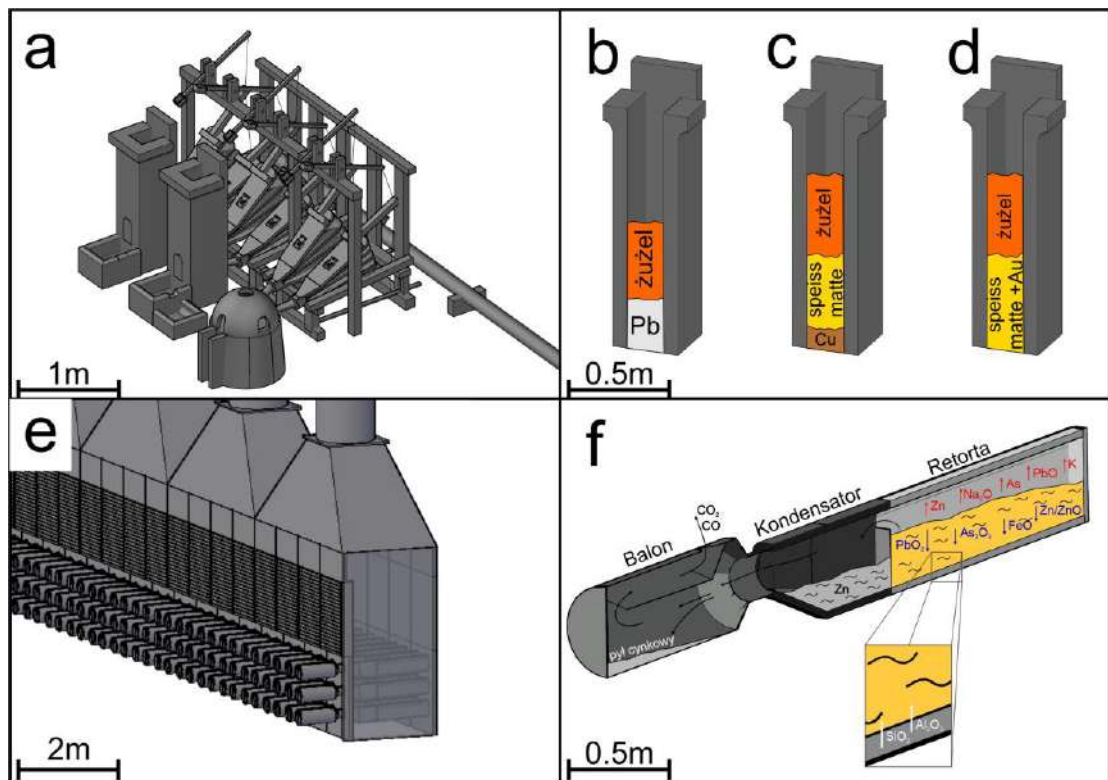 a
1m
b
żużel
Pb
c
żużel
speiss
matte
Cu
d
żużel
speiss
matte +Au
0.5m
e
2m
f
Retorta
Kondensator
Balon
CO₂
CO
Zn
Na₂O
As
PbO
K
PbO₂
As₂O₃
FeO
Zn/ZnO
Zn
pył cynkowy
SiO₂
Al₂O₃
0.5m